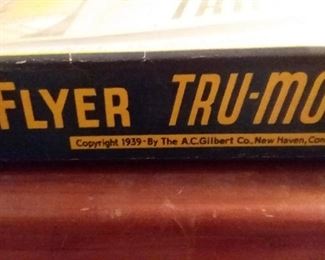 FLYER TRU-MO
Copyright 1939-By The A.C.Gilbert Co., New Haven, Con